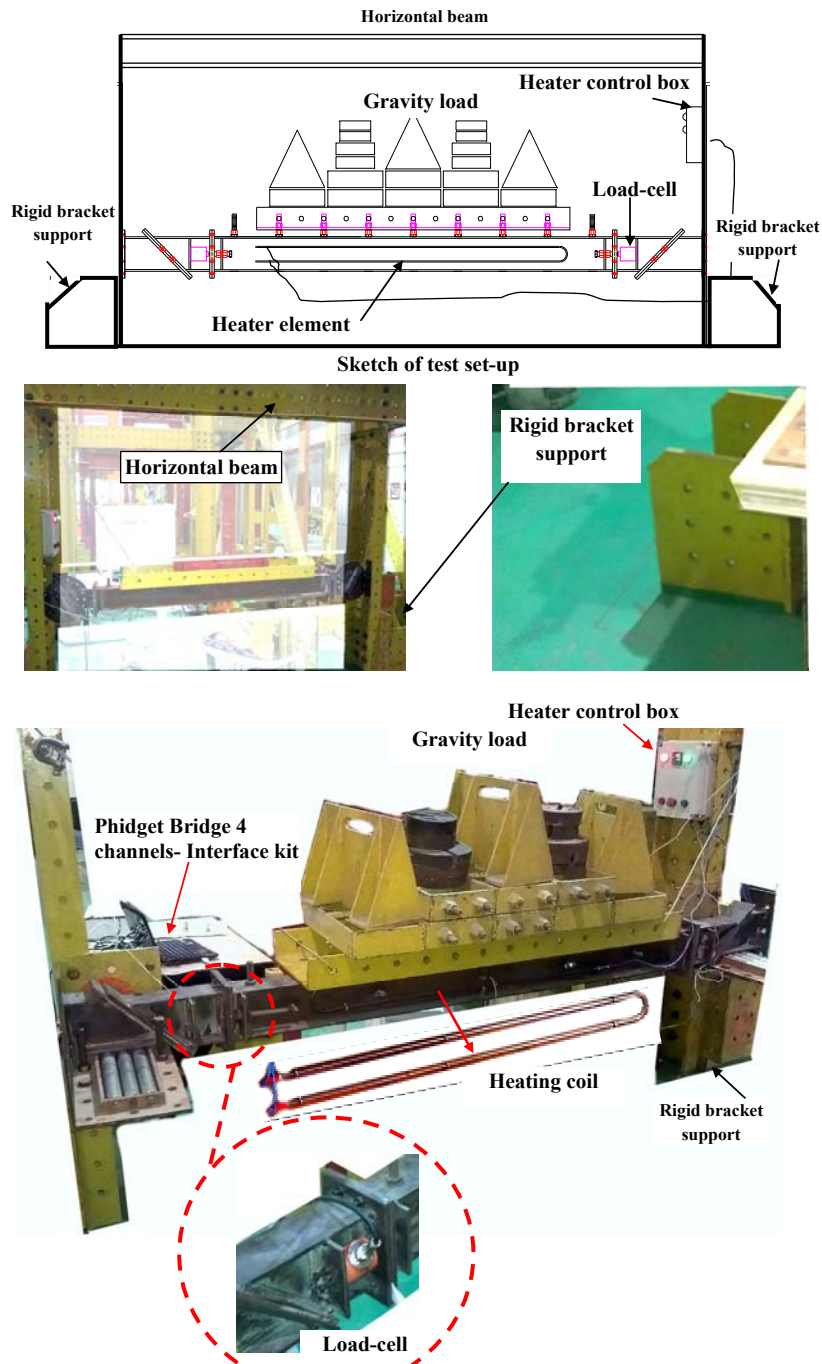 Horizontal beam
Heater control box
Gravity load
Load-cell
Rigid bracket
support
Rigid bracket
support
Heater element
Sketch of test set-up
Horizontal beam
Rigid bracket
support
Heater control box
Gravity load
Phidget Bridge 4
channels- Interface kit
Heating coil
Rigid bracket
support
Load-cell